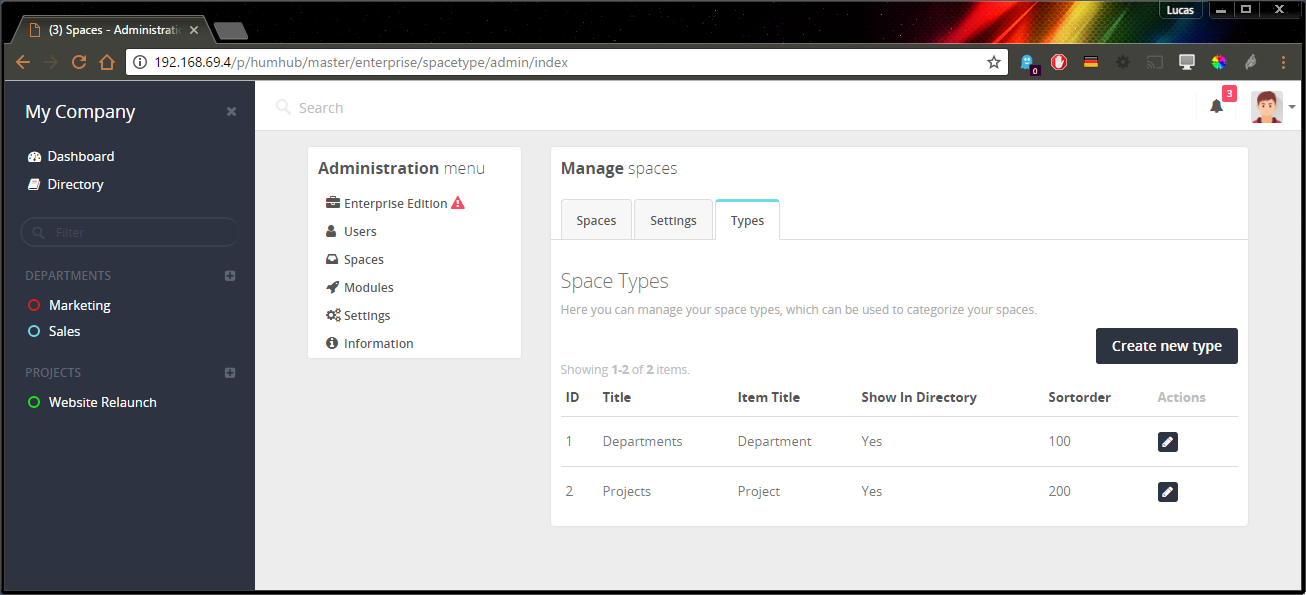 Lucas
(3) Spaces - Administratio
192.168.69.4/p/humhub/master/enterprise/spacetype/admin/index
0
My Company
Search
3
Dashboard
Directory
Filter
DEPARTMENTS
Marketing
Sales
PROJECTS
Website Relaunch
Administration menu
Enterprise Edition
Users
Spaces
Modules
Settings
Information
Manage spaces
Spaces Settings Types
Space Types
Here you can manage your space types, which can be used to categorize your spaces.
Create new type
Showing 1-2 of 2 items.
ID Title Item Title Show In Directory Sortorder Actions
1 Departments Department Yes 100
2 Projects Project Yes 200